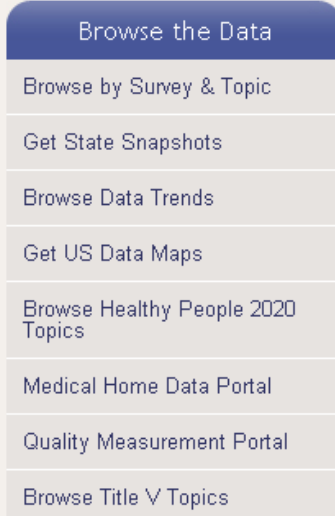 Browse the Data
Browse by Survey & Topic
Get State Snapshots
Browse Data Trends
Get US Data Maps
Browse Healthy People 2020
Topics
Medical Home Data Portal
Quality Measurement Portal
Browse Title V Topics